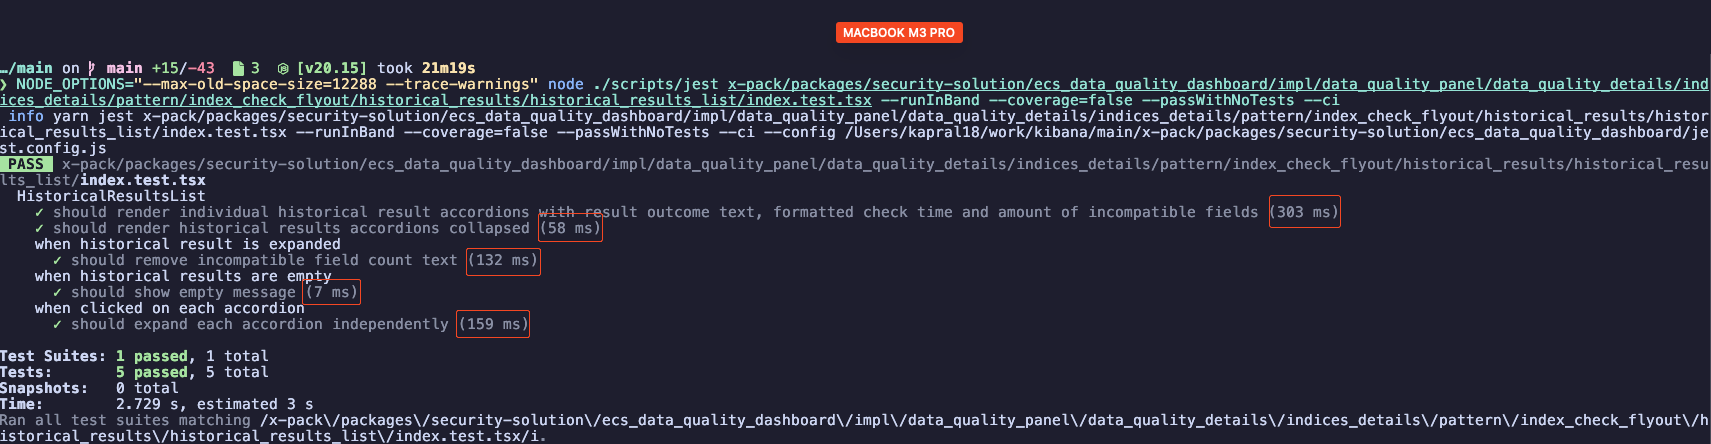 MACBOOK M3 PRO
…/main on main +15/-43 3 [v20.15] took 21m19s
❯ NODE_OPTIONS="--max-old-space-size=12288 --trace-warnings" node ./scripts/jest x-pack/packages/security-solution/ecs_data_quality_dashboard/impl/data_quality_panel/data_quality_details/ind
ices_details/pattern/index_check_flyout/historical_results/historical_results_list/index.test.tsx --runInBand --coverage=false --passWithNoTests --ci
info yarn jest x-pack/packages/security-solution/ecs_data_quality_dashboard/impl/data_quality_panel/data_quality_details/indices_details/pattern/index_check_flyout/historical_results/histor
ical_results_list/index.test.tsx --runInBand --coverage=false --passWithNoTests --ci --config /Users/kapral18/work/kibana/main/x-pack/packages/security-solution/ecs_data_quality_dashboard/je
st.config.js
PASS x-pack/packages/security-solution/ecs_data_quality_dashboard/impl/data_quality_panel/data_quality_details/indices_details/pattern/index_check_flyout/historical_results/historical_resu
lts_list/index.test.tsx
HistoricalResultsList
✓ should render individual historical result accordions with result outcome text, formatted check time and amount of incompatible fields (303 ms)
✓ should render historical results accordions collapsed (58 ms)
when historical result is expanded
✓ should remove incompatible field count text (132 ms)
when historical results are empty
✓ should show empty message (7 ms)
when clicked on each accordion
✓ should expand each accordion independently (159 ms)
Test Suites: 1 passed, 1 total
Tests: 5 passed, 5 total
Snapshots: 0 total
Time: 2.729 s, estimated 3 s
Ran all test suites matching /x-pack\/packages\/security-solution\/ecs_data_quality_dashboard\/impl\/data_quality_panel\/data_quality_details\/indices_details\/pattern\/index_check_flyout\/h
istorical_results\/historical_results_list\/index.test.tsx/i.